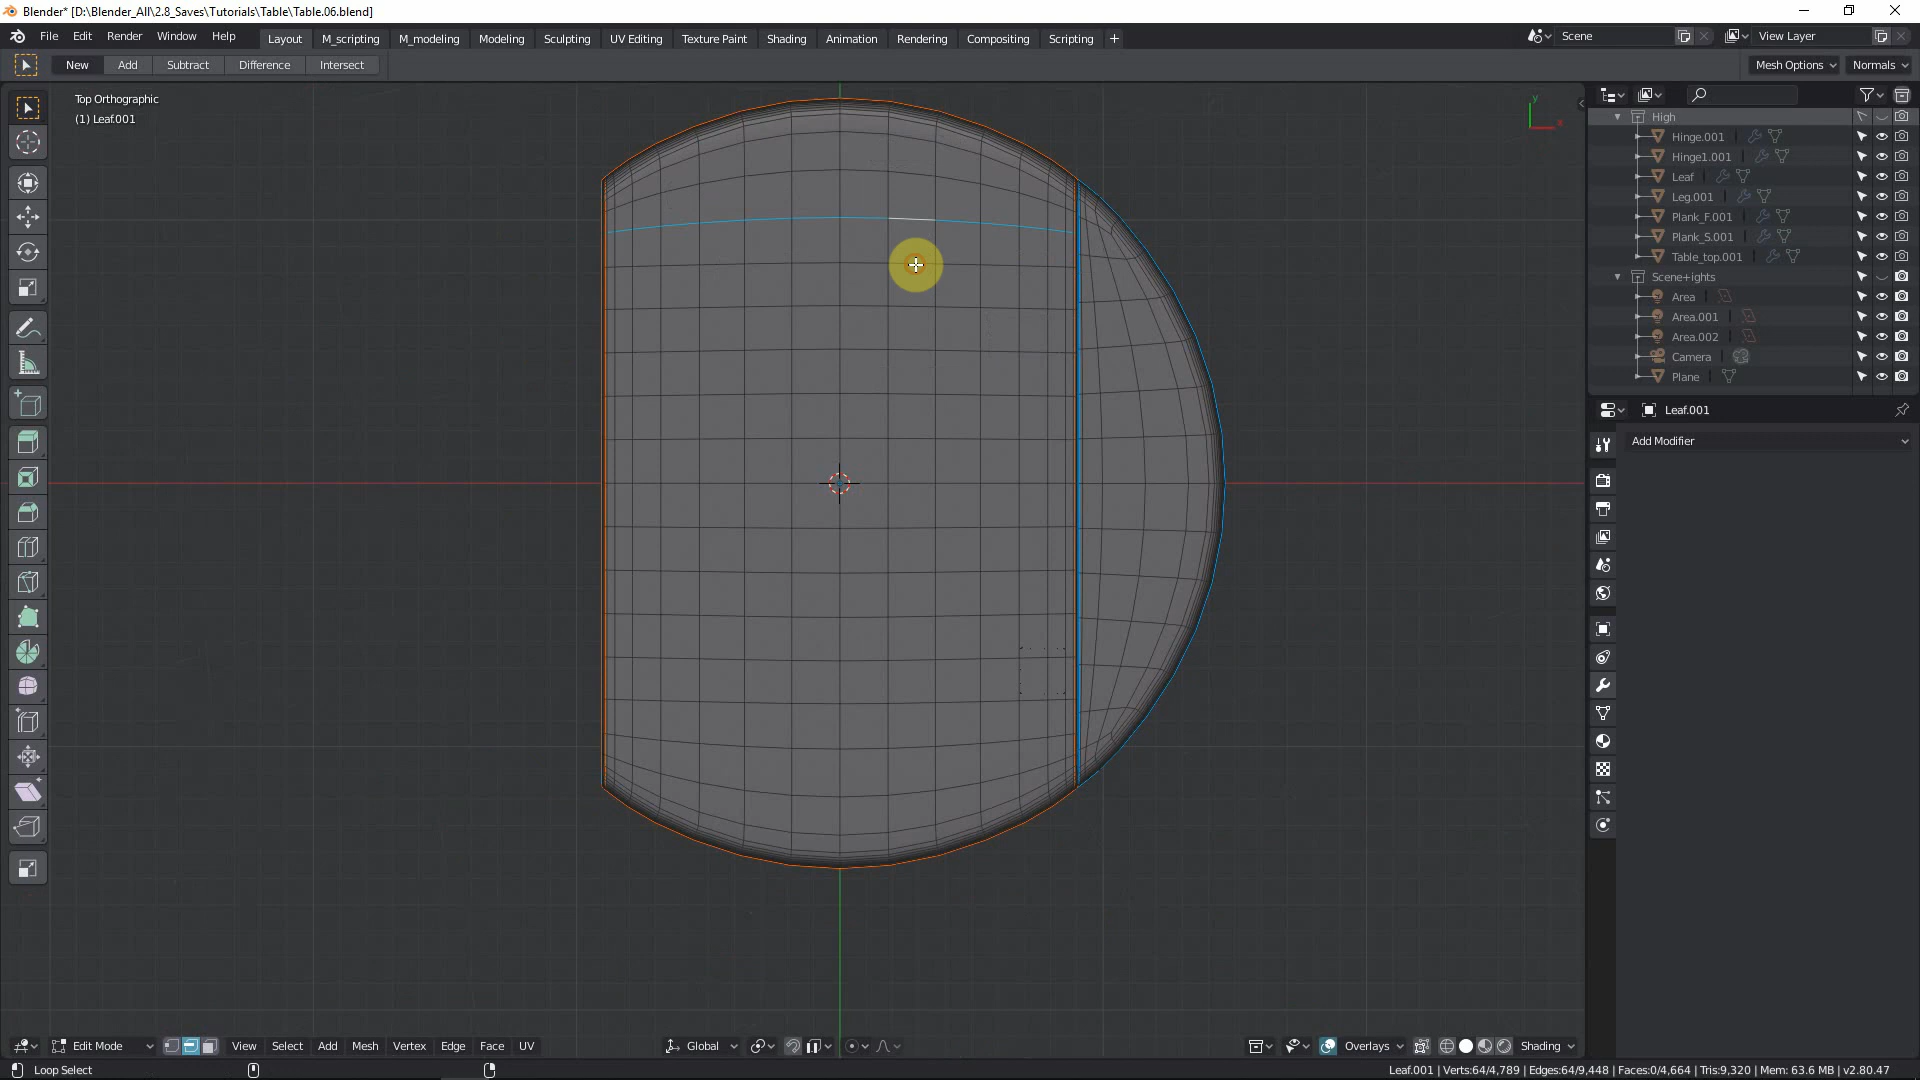 Blender* [D:\Blender_All\2.8_Saves\Tutorials\Table\Table.06.blend]
File Edit Render Window Help Layout M_scripting M_modeling Modeling Sculpting UV Editing Texture Paint Shading Animation Rendering Compositing Scripting + Scene View Layer
New Add Subtract Difference Intersect Mesh Options Normals
Top Orthographic
(1) Leaf.001
y
x
High
Hinge.001
Hinge1.001
Leaf
Leg.001
Plank_F.001
Plank_S.001
Table_top.001
Scene+ights
Area
Area.001
Area.002
Camera
Plane
Leaf.001
Add Modifier
Edit Mode View Select Add Mesh Vertex Edge Face UV Global Overlays Shading
Loop Select Leaf.001 | Verts:64/4,789 | Edges:64/9,448 | Faces:0/4,664 | Tris:9,320 | Mem: 63.6 MB | v2.80.47